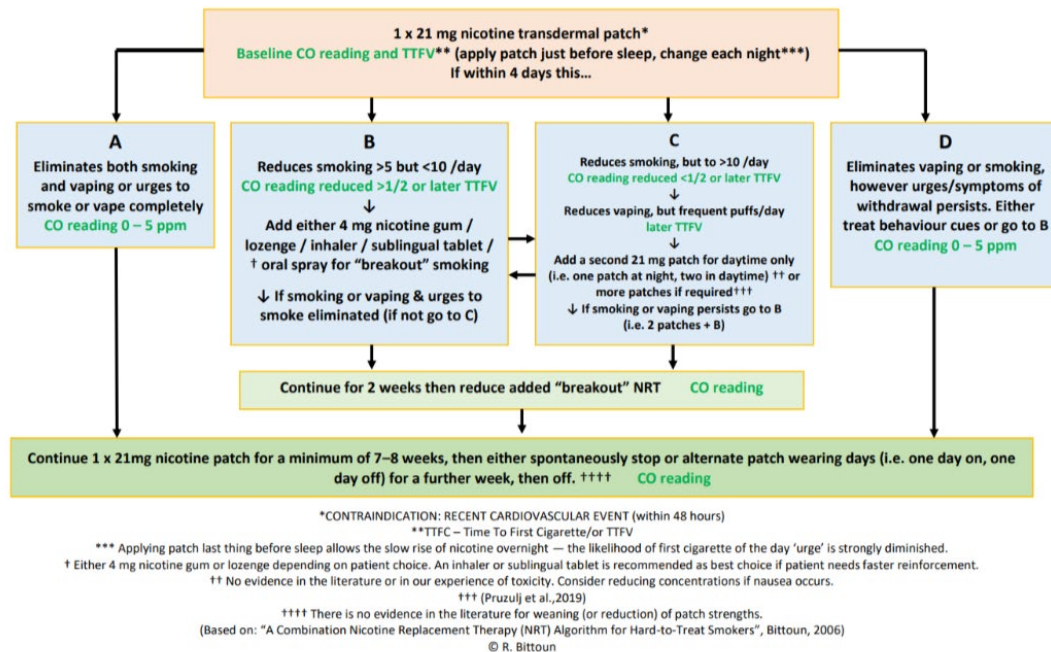 1 x 21 mg nicotine transdermal patch*
Baseline CO reading and TTFV** (apply patch just before sleep, change each night***)
If within 4 days this…
A
Eliminates both smoking
and vaping or urges to
smoke or vape completely
CO reading 0 – 5 ppm
B
Reduces smoking >5 but <10 /day
CO reading reduced >1/2 or later TTFV
↓
Add either 4 mg nicotine gum /
lozenge / inhaler / sublingual tablet /
† oral spray for "breakout" smoking
↓ If smoking or vaping & urges to
smoke eliminated (if not go to C)
C
Reduces smoking, but to >10 /day
CO reading reduced <1/2 or later TTFV
↓
Reduces vaping, but frequent puffs/day
later TTFV
↓
Add a second 21 mg patch for daytime only
(i.e. one patch at night, two in daytime) †† or
more patches if required†††
↓ If smoking or vaping persists go to B
(i.e. 2 patches + B)
D
Eliminates vaping or smoking,
however urges/symptoms of
withdrawal persists. Either
treat behaviour cues or go to B
CO reading 0 – 5 ppm
Continue for 2 weeks then reduce added "breakout" NRT CO reading
Continue 1 x 21mg nicotine patch for a minimum of 7–8 weeks, then either spontaneously stop or alternate patch wearing days (i.e. one day on, one
day off) for a further week, then off. †††† CO reading
*CONTRAINDICATION: RECENT CARDIOVASCULAR EVENT (within 48 hours)
**TTFC – Time To First Cigarette/or TTFV
*** Applying patch last thing before sleep allows the slow rise of nicotine overnight — the likelihood of first cigarette of the day 'urge' is strongly diminished.
† Either 4 mg nicotine gum or lozenge depending on patient choice. An inhaler or sublingual tablet is recommended as best choice if patient needs faster reinforcement.
†† No evidence in the literature or in our experience of toxicity. Consider reducing concentrations if nausea occurs.
††† (Pruzulj et al.,2019)
†††† There is no evidence in the literature for weaning (or reduction) of patch strengths.
(Based on: "A Combination Nicotine Replacement Therapy (NRT) Algorithm for Hard-to-Treat Smokers", Bittoun, 2006)
© R. Bittoun